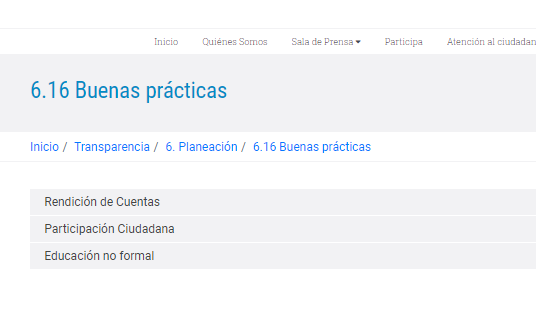 Inicio Quiénes Somos Sala de Prensa Participa Atención al ciudadan
6.16 Buenas prácticas
Inicio / Transparencia / 6. Planeación / 6.16 Buenas prácticas
Rendición de Cuentas
Participación Ciudadana
Educación no formal